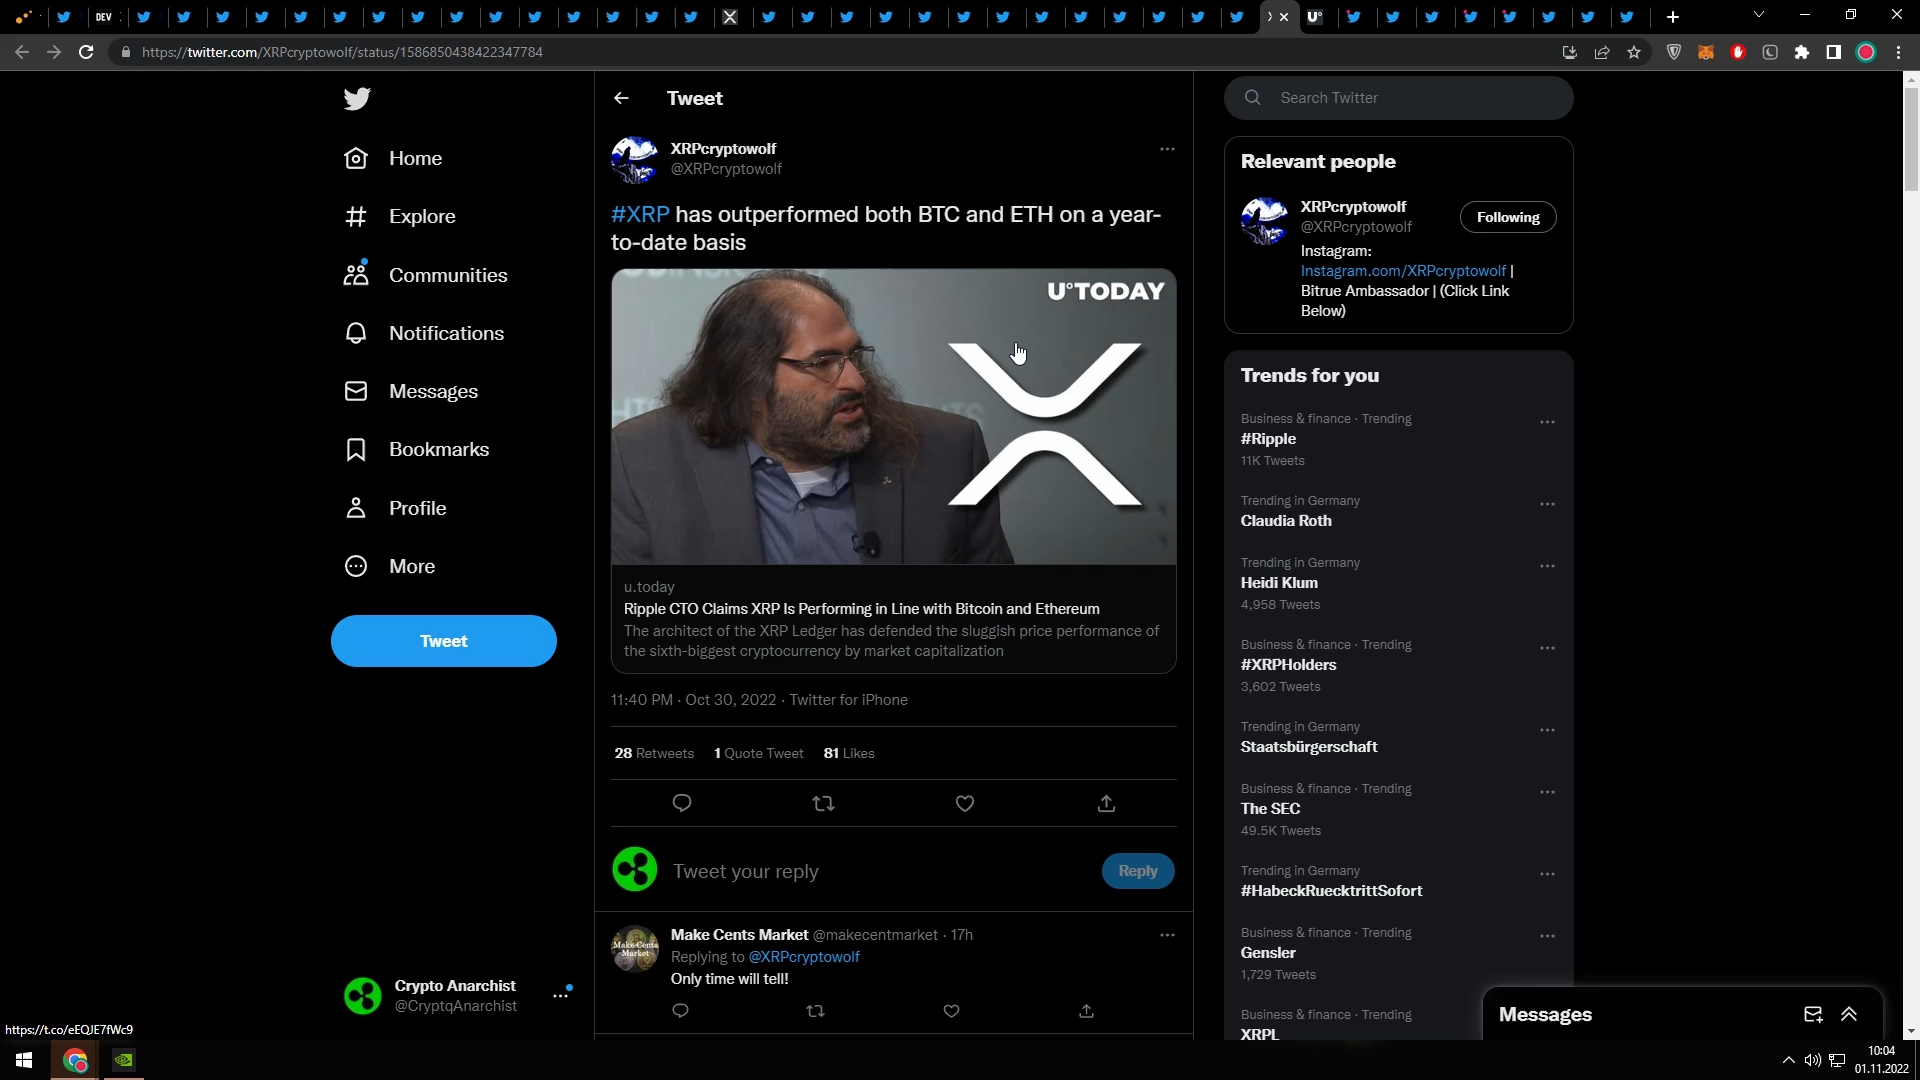 DEV
https://twitter.com/XRPcryptowolf/status/1586850438422347784
Home
Explore
Communities
Notifications
Messages
Bookmarks
Profile
More
Tweet
Crypto Anarchist
@CryptqAnarchist
https://t.co/eEQJE7fWc9
Tweet
XRPcryptowolf
@XRPcryptowolf
#XRP has outperformed both BTC and ETH on a year-
to-date basis
U°TODAY
u.today
Ripple CTO Claims XRP Is Performing in Line with Bitcoin and Ethereum
The architect of the XRP Ledger has defended the sluggish price performance of
the sixth-biggest cryptocurrency by market capitalization
11:40 PM · Oct 30, 2022 · Twitter for iPhone
28 Retweets 1 Quote Tweet 81 Likes
Tweet your reply
Reply
Make Cents Market
Make Cents Market @makecentmarket · 17h
Replying to @XRPcryptowolf
Only time will tell!
Search Twitter
Relevant people
XRPcryptowolf
@XRPcryptowolf
Following
Instagram:
Instagram.com/XRPcryptowolf |
Bitrue Ambassador | (Click Link
Below)
Trends for you
Business & finance · Trending
#Ripple
11K Tweets
Trending in Germany
Claudia Roth
Trending in Germany
Heidi Klum
4,958 Tweets
Business & finance · Trending
#XRPHolders
3,602 Tweets
Trending in Germany
Staatsbürgerschaft
Business & finance · Trending
The SEC
49.5K Tweets
Trending in Germany
#HabeckRuecktrittSofort
Business & finance · Trending
Gensler
1,729 Tweets
Business & finance · Trending
XRPL
Messages
10:04
01.11.2022